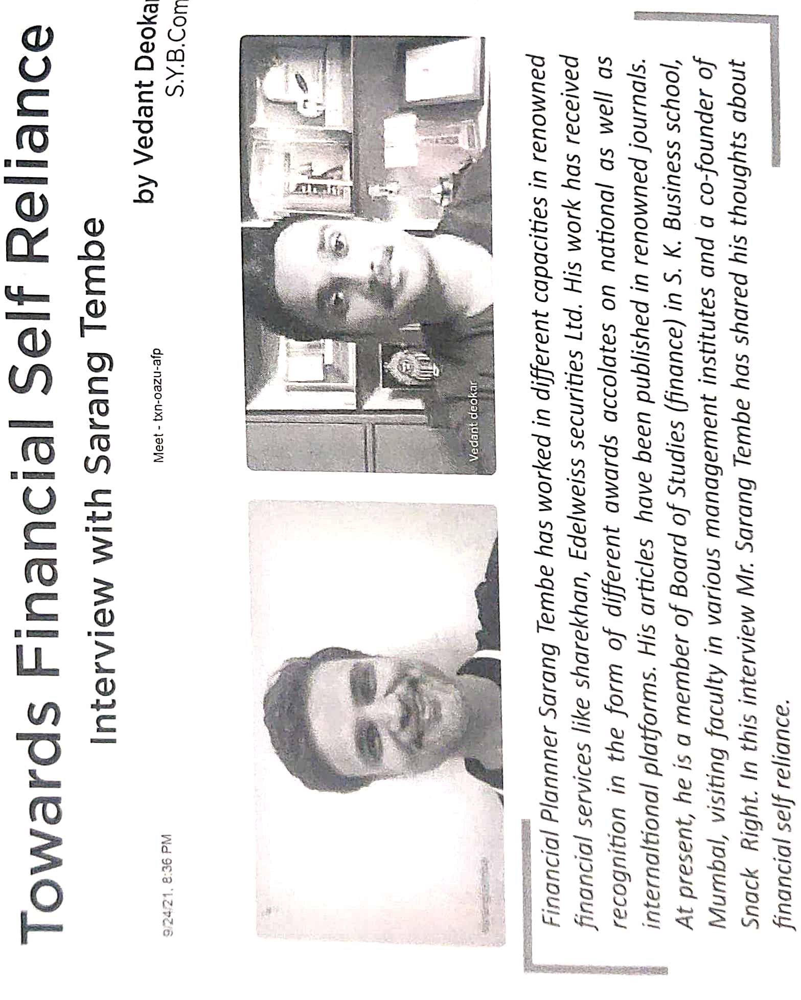 Towards Financial Self Reliance
Interview with Sarang Tembe
by Vedant Deokar
S.Y.B.Com
9/24/21, 8:36 PM
Meet - txn-oazu-afp
Vedant deokar
Financial Plannner Sarang Tembe has worked in different capacities in renowned
financial services like sharekhan, Edelweiss securities Ltd. His work has received
recognition in the form of different awards accolates on national as well as
internaltional platforms. His articles have been published in renowned journals.
At present, he is a member of Board of Studies (finance) in S. K. Business school,
Mumbal, visiting faculty in various management institutes and a co-founder of
Snack Right. In this interview Mr. Sarang Tembe has shared his thoughts about
financial self reliance.